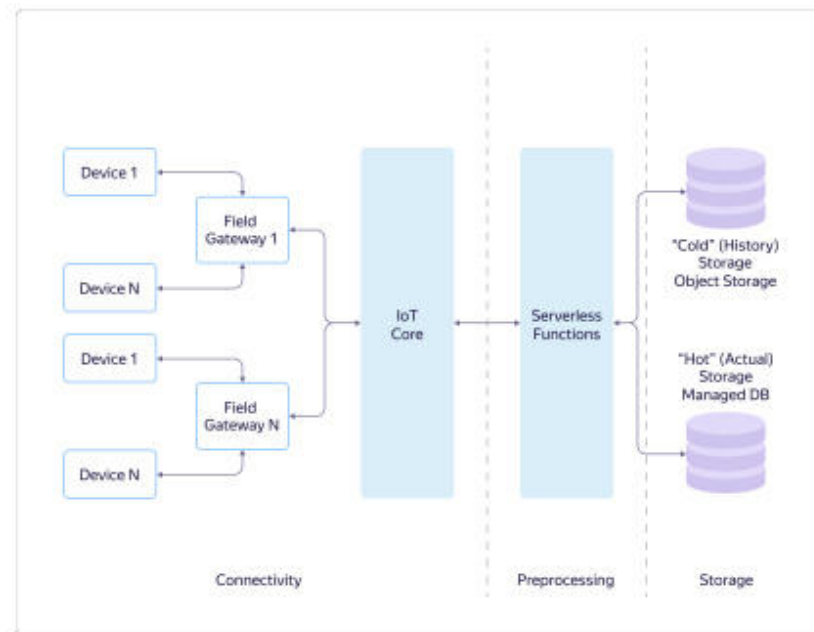 Device 1
Field
Gateway 1
Device N
Device 1
Field
Gateway N
Device N
IoT
Core
Serverless
Functions
"Cold" (History)
Storage
Object Storage
"Hot" (Actual)
Storage
Managed DB
Connectivity
Preprocessing
Storage